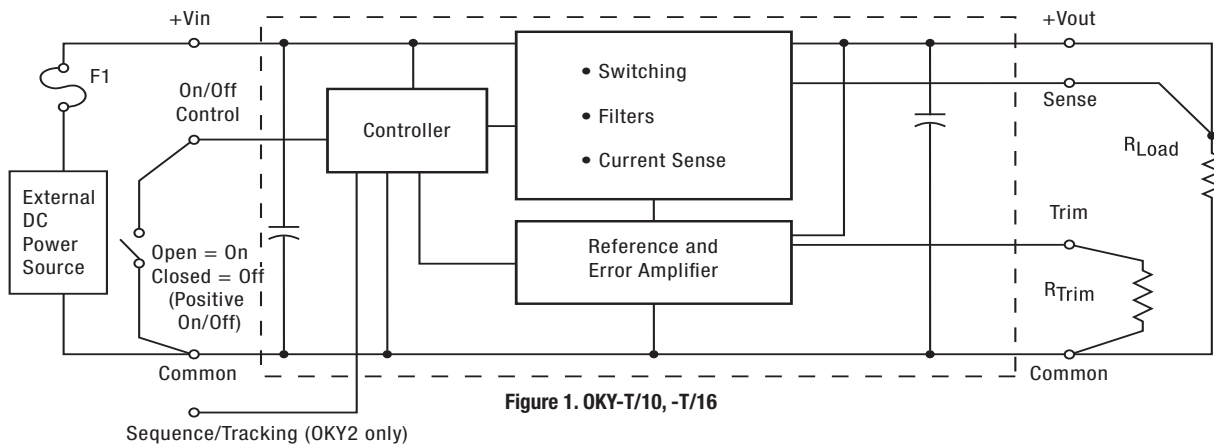 +Vin
+Vout
F1
On/Off
Control
Controller
• Switching
• Filters
• Current Sense
Sense
RLoad
External
DC
Power
Source
Open = On
Closed = Off
(Positive
On/Off)
Reference and
Error Amplifier
Trim
RTrim
Common
Common
Figure 1. OKY-T/10, -T/16
Sequence/Tracking (OKY2 only)